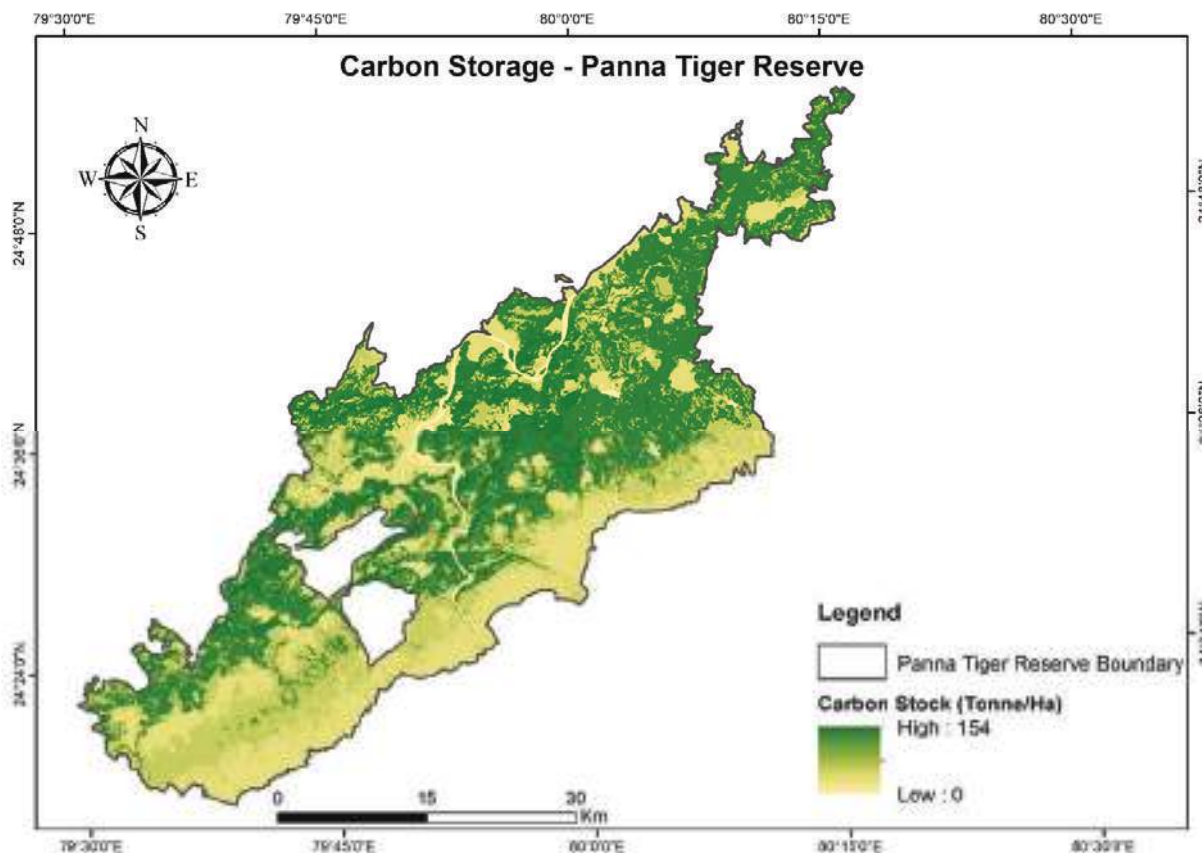 79°30'0"E 79°45'0"E 80°0'0"E 80°15'0"E 80°30'0"E
Carbon Storage - Panna Tiger Reserve
N
W E
S
24°48'0"N
24°36'0"N
24°24'0"N
Legend
Panna Tiger Reserve Boundary
Carbon Stock (Tonne/Ha)
High : 154
Low : 0
0 15 30
Km
79°30'0"E 79°45'0"E 80°0'0"E 80°15'0"E 80°30'0"E